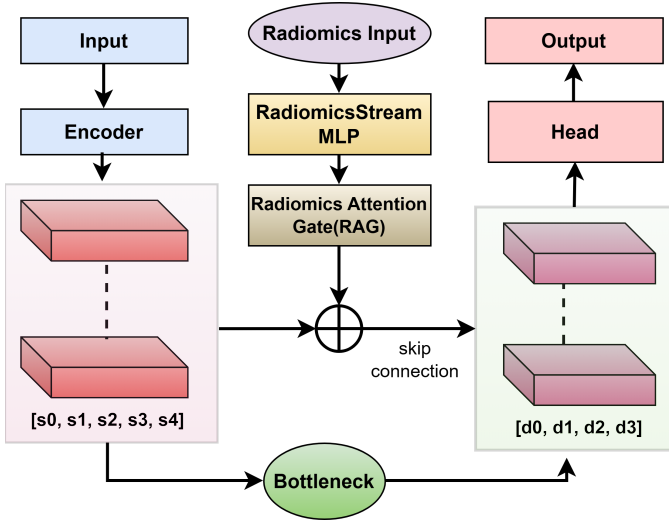 Input
Radiomics Input
Output
Encoder
RadiomicsStream
MLP
Head
Radiomics Attention
Gate(RAG)
skip
connection
[s0, s1, s2, s3, s4]
[d0, d1, d2, d3]
Bottleneck